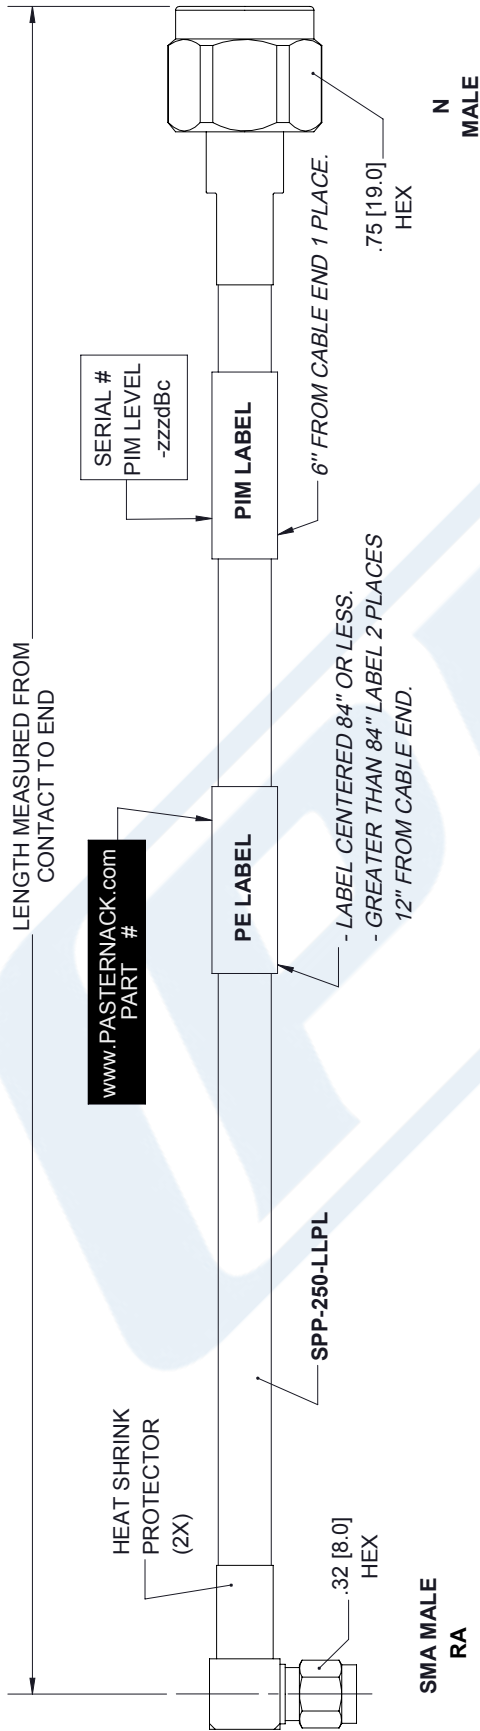 LENGTH MEASURED FROM
CONTACT TO END
HEAT SHRINK
PROTECTOR
(2X)
www.PASTERNACK.com
PART #
SERIAL #
PIM LEVEL
-zzzdBc
PE LABEL
PIM LABEL
.32 [8.0]
HEX
SPP-250-LLPL
- LABEL CENTERED 84" OR LESS.
- GREATER THAN 84" LABEL 2 PLACES
12" FROM CABLE END.
6" FROM CABLE END 1 PLACE.
.75 [19.0]
HEX
SMA MALE
RA
N
MALE